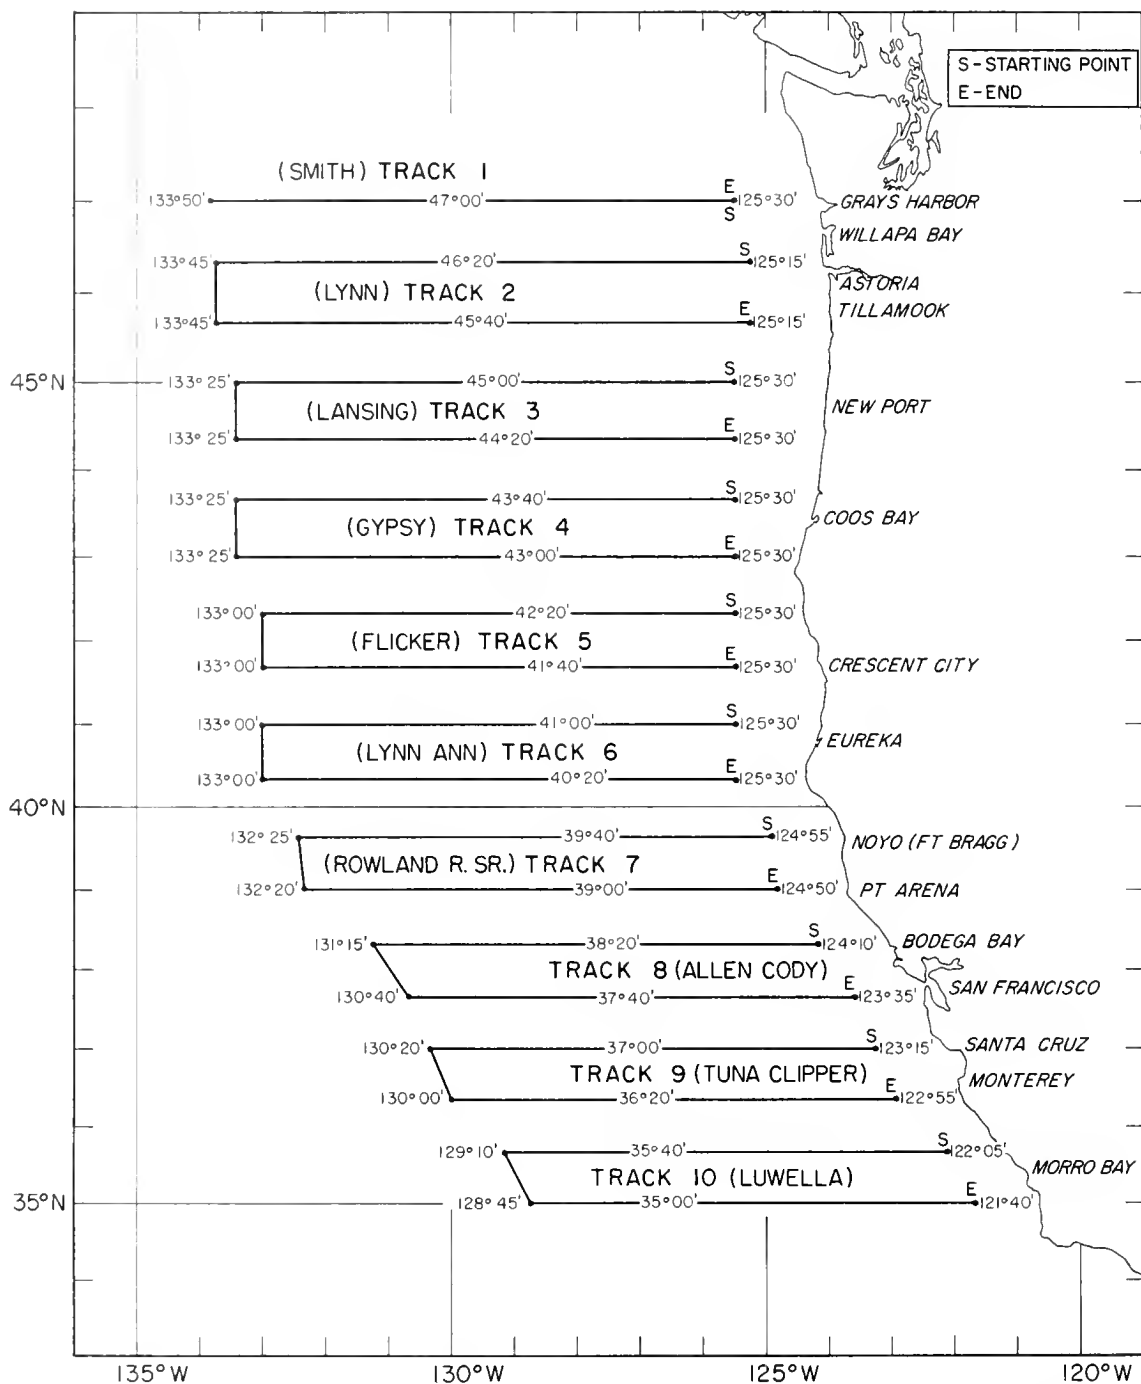 S - STARTING POINT
E - END
(SMITH) TRACK 1
133°50' 47°00' E S 125°30'
GRAYS HARBOR
WILLAPA BAY
133°45' 46°20' S 125°15'
ASTORIA
(LYNN) TRACK 2
TILLAMOOK
133°45' 45°40' E 125°15'
45°N
133°25' 45°00' S 125°30'
(LANSING) TRACK 3
NEW PORT
133°25' 44°20' E 125°30'
133°25' 43°40' S 125°30'
(GYPSY) TRACK 4
COOS BAY
133°25' 43°00' E 125°30'
133°00' 42°20' S 125°30'
(FLICKER) TRACK 5
133°00' 41°40' E 125°30'
CRESCENT CITY
133°00' 41°00' S 125°30'
EUREKA
(LYNN ANN) TRACK 6
133°00' 40°20' E 125°30'
40°N
132°25' 39°40' S 124°55'
NOYO (FT BRAGG)
(ROWLAND R. SR.) TRACK 7
132°20' 39°00' E 124°50'
PT ARENA
131°15' 38°20' S 124°10'
BODEGA BAY
TRACK 8 (ALLEN CODY)
130°40' 37°40' E 123°35'
SAN FRANCISCO
130°20' 37°00' S 123°15'
SANTA CRUZ
TRACK 9 (TUNA CLIPPER)
MONTEREY
130°00' 36°20' E 122°55'
129°10' 35°40' S 122°05'
MORRO BAY
TRACK 10 (LUWELLA)
35°N
128°45' 35°00' E 121°40'
135°W 130°W 125°W 120°W